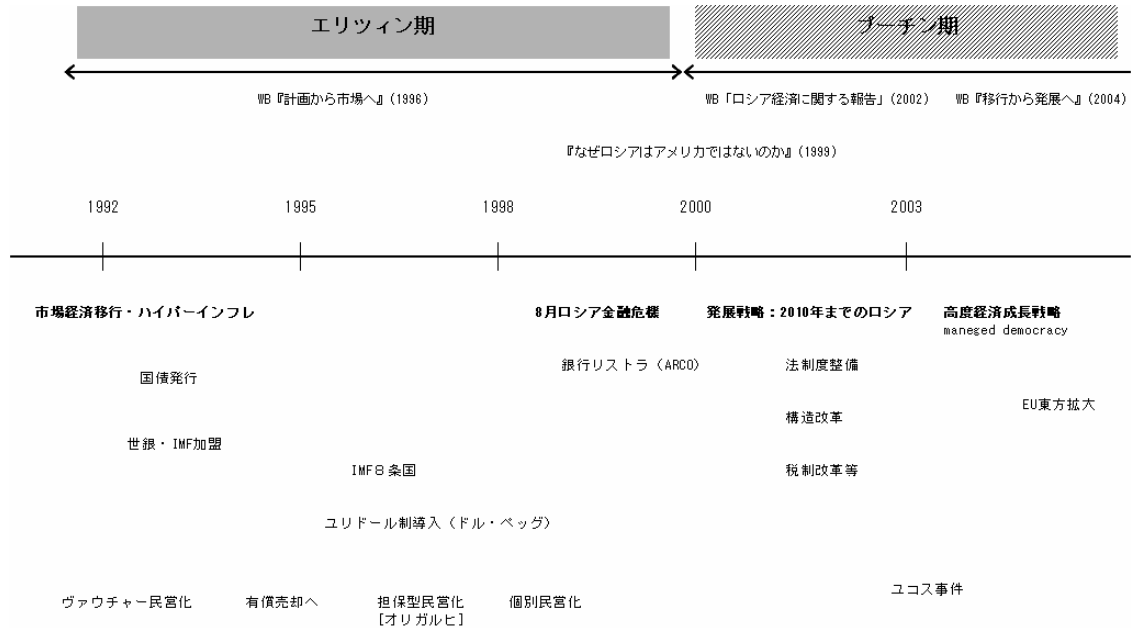 エリツィン期
プーチン期
WB『計画から市場へ』(1996)
WB「ロシア経済に関する報告」(2002)
WB『移行から発展へ』(2004)
『なぜロシアはアメリカではないのか』(1999)
1992
1995
1998
2000
2003
市場経済移行・ハイパーインフレ
8月ロシア金融危機
発展戦略：2010年までのロシア
高度経済成長戦略
maneged democracy
国債発行
銀行リストラ（ARCO）
法制度整備
EU東方拡大
構造改革
世銀・IMF加盟
IMF８条国
税制改革等
ユリドール制導入（ドル・ペッグ）
ヴァウチャー民営化
有償売却へ
担保型民営化
[オリガルヒ]
個別民営化
ユコス事件